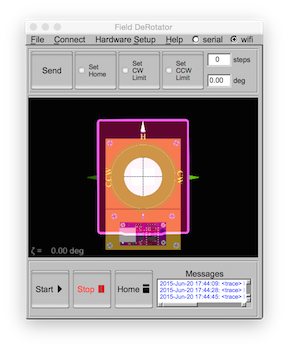 Field DeRotator
File Connect Hardware Setup Help serial wifi
Send
Set Home
Set CW Limit
Set CCW Limit
0 steps
0.00 deg
H
CCW
CW
ζ = 0.00 deg
Start
Stop
Home
Messages
2015-Jun-20 17:44:09: <trace>
2015-Jun-20 17:44:28: <trace>
2015-Jun-20 17:44:45: <trace>